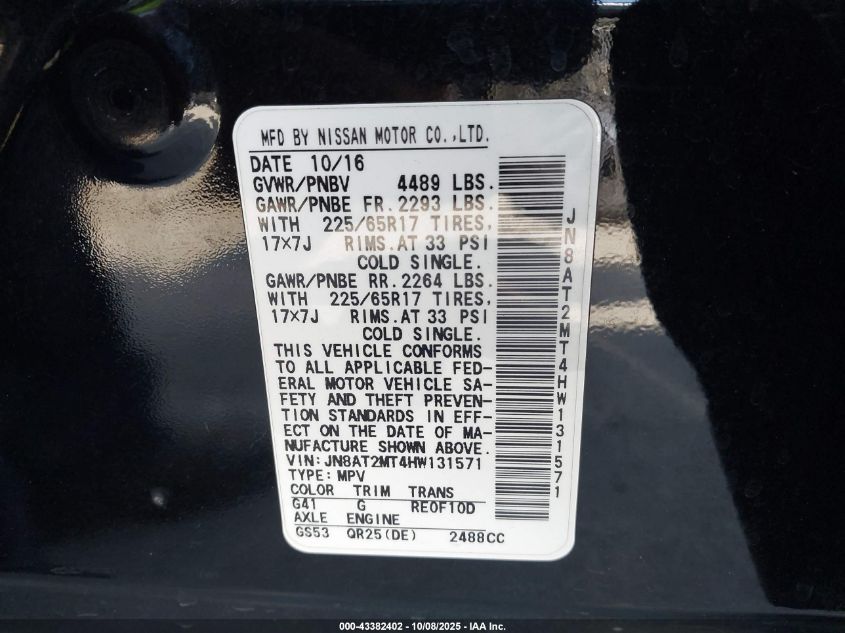 MFD BY NISSAN MOTOR CO.,LTD.
DATE 10/16
GVWR/PNBV 4489 LBS.
GAWR/PNBE FR. 2293 LBS.
WITH 225/65R17 TIRES,
17×7J RIMS.AT 33 PSI
COLD SINGLE.
GAWR/PNBE RR. 2264 LBS.
WITH 225/65R17 TIRES,
17×7J RIMS.AT 33 PSI
COLD SINGLE.
THIS VEHICLE CONFORMS
TO ALL APPLICABLE FED-
ERAL MOTOR VEHICLE SA-
FETY AND THEFT PREVEN-
TION STANDARDS IN EFF-
ECT ON THE DATE OF MA-
NUFACTURE SHOWN ABOVE.
VIN:JN8AT2MT4HW131571
TYPE:MPV
COLOR TRIM TRANS
G41 G RE0F10D
AXLE ENGINE
GS53 QR25(DE) 2488CC
JN8AT2MT4HW131571
000-43382402 - 10/08/2025 - IAA Inc.